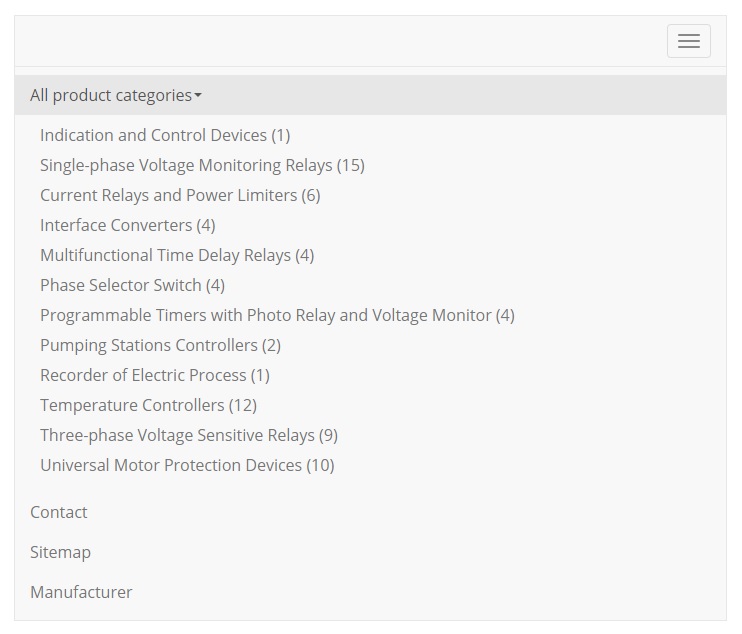 All product categories
Indication and Control Devices (1)
Single-phase Voltage Monitoring Relays (15)
Current Relays and Power Limiters (6)
Interface Converters (4)
Multifunctional Time Delay Relays (4)
Phase Selector Switch (4)
Programmable Timers with Photo Relay and Voltage Monitor (4)
Pumping Stations Controllers (2)
Recorder of Electric Process (1)
Temperature Controllers (12)
Three-phase Voltage Sensitive Relays (9)
Universal Motor Protection Devices (10)
Contact
Sitemap
Manufacturer